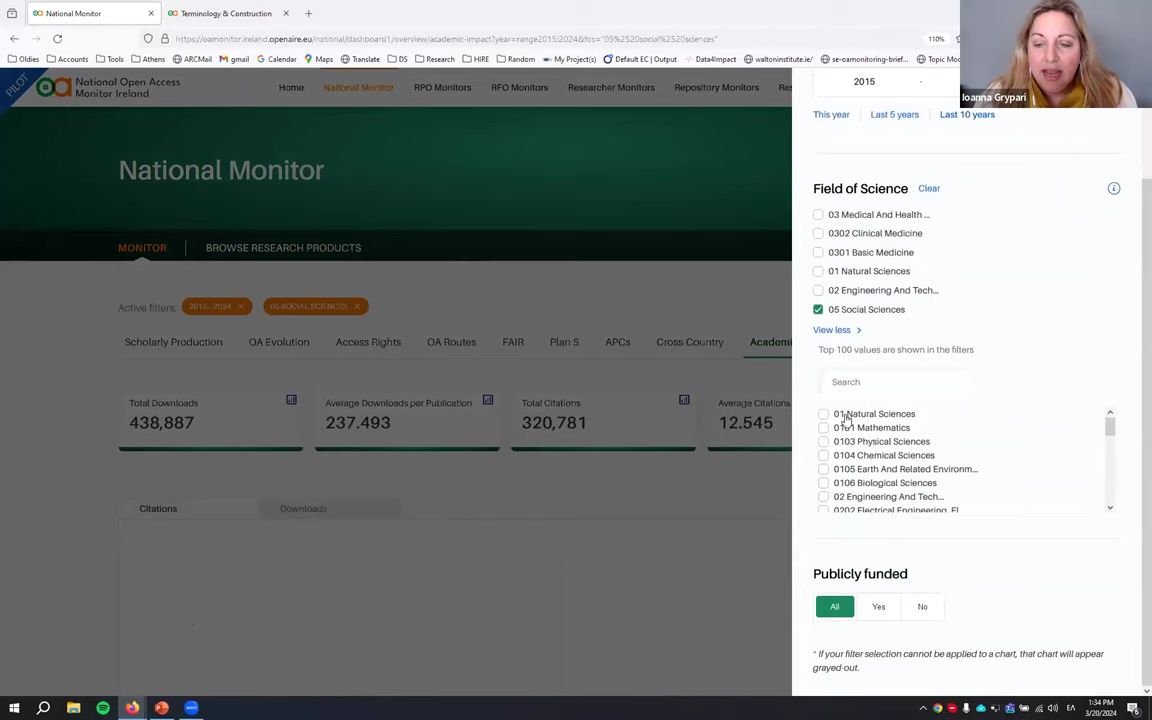 National Monitor
Terminology & Construction
https://oamonitor.ireland.openaire.eu/national/dashboard1/overview/academic-impact?year=range2015:2024&fos="05%2520social%2520sciences"
110%
Oldies
Accounts
Tools
Athens
ARCMail
gmail
Calendar
Maps
Translate
DS
Research
HIRE
Random
My Project(s)
Default EC | Output
Data4Impact
waltoninstitute.ie/
se-eamonitoring-brief...
Topic Mo
Ioanna Grypari
PILOT
National Open Access
Monitor Ireland
Home
National Monitor
RPO Monitors
RFO Monitors
Researcher Monitors
Repository Monitors
National Monitor
MONITOR
BROWSE RESEARCH PRODUCTS
Active filters:
2015 - 2024
05 SOCIAL SCIENCES
Scholarly Production
OA Evolution
Access Rights
OA Routes
FAIR
Plan S
APCs
Cross Country
Academi
Total Downloads
438,887
Average Downloads per Publication
237.493
Total Citations
320,781
Average Citations
12.545
Citations
Downloads
2015
-
This year
Last 5 years
Last 10 years
Field of Science
Clear
03 Medical And Health ...
0302 Clinical Medicine
0301 Basic Medicine
01 Natural Sciences
02 Engineering And Tech...
05 Social Sciences
View less
Top 100 values are shown in the filters
Search
01 Natural Sciences
0101 Mathematics
0103 Physical Sciences
0104 Chemical Sciences
0105 Earth And Related Environm...
0106 Biological Sciences
02 Engineering And Tech...
0202 Electrical Engineering, El
Publicly funded
All
Yes
No
* If your filter selection cannot be applied to a chart, that chart will appear
grayed-out.
1:34 PM
3/20/2024